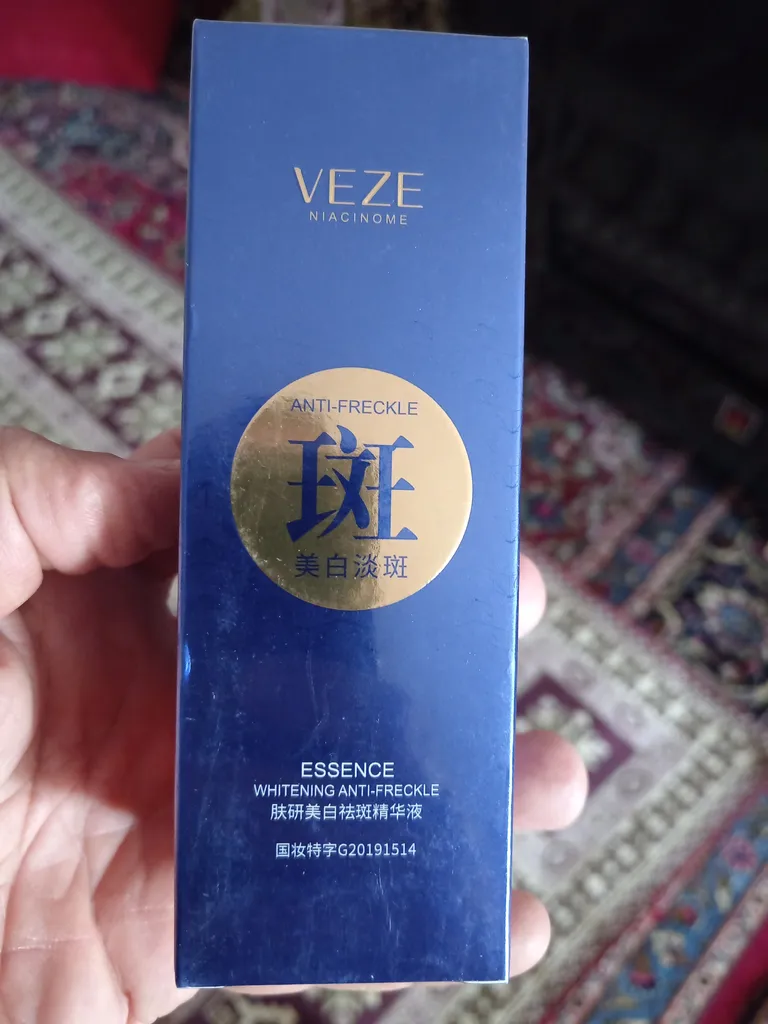 VEZE
NIACINOME
ANTI-FRECKLE
斑
美白淡斑
ESSENCE
WHITENING ANTI-FRECKLE
肤研美白祛斑精华液
国妆特字G20191514